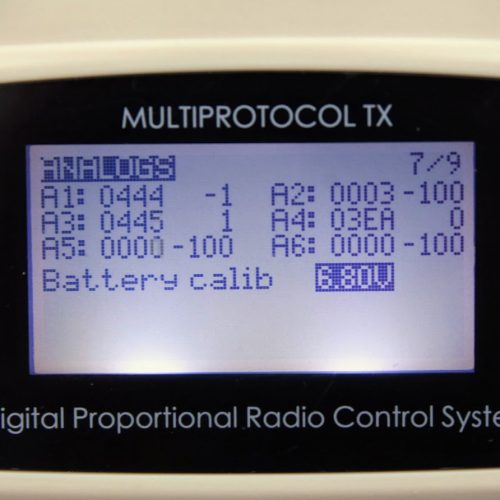 MULTIPROTOCOL TX
ANALOGS 7/9
A1: 0444 -1 A2: 0003 -100
A3: 0445 1 A4: 03EA 0
A5: 0000 -100 A6: 0000 -100
Battery calib 6.80V
igital Proportional Radio Control Syste